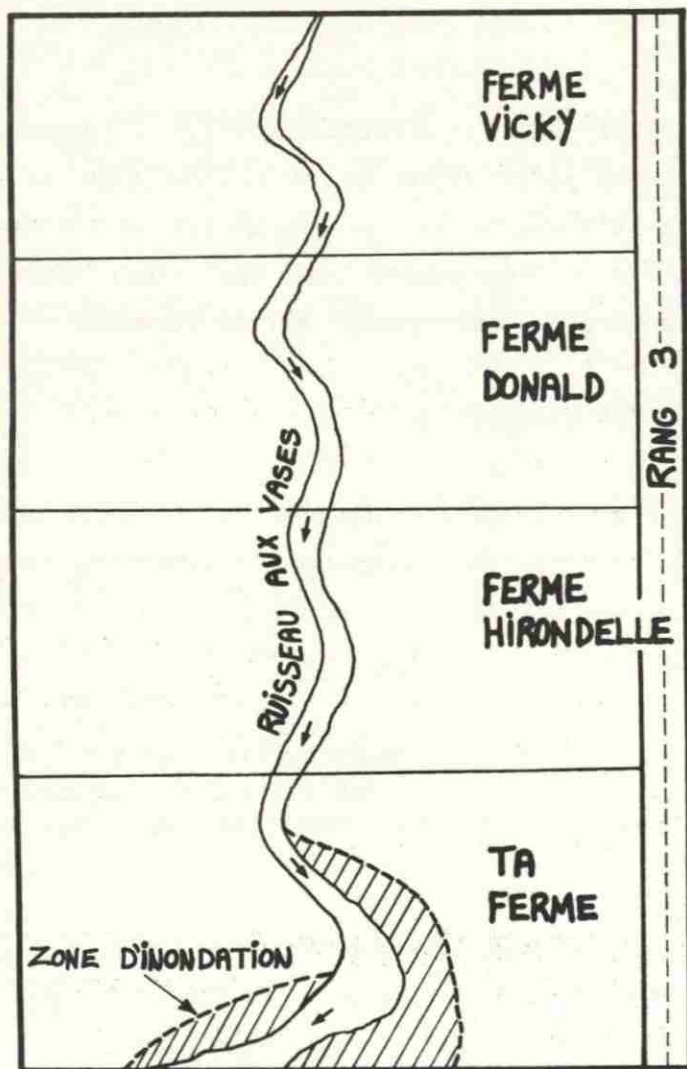 FERME
VICKY
FERME
DONALD
RANG 3
RUISSEAU AUX VASES
FERME
HIRONDELLE
TA
FERME
ZONE D'INONDATION